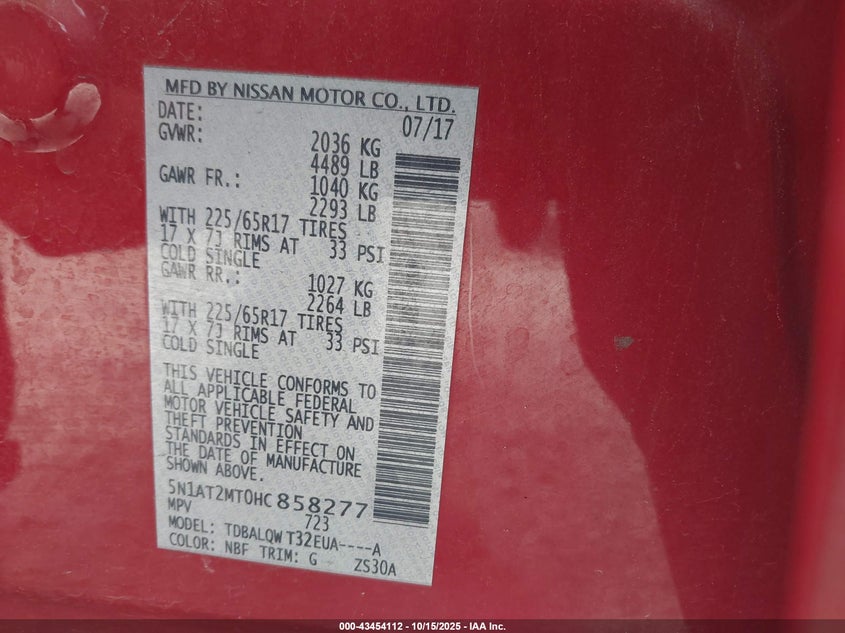 MFD BY NISSAN MOTOR CO., LTD.
DATE: 07/17
GVWR: 2036 KG
4489 LB
GAWR FR.: 1040 KG
2293 LB
WITH 225/65R17 TIRES
17 X 7J RIMS AT 33 PSI
COLD SINGLE
GAWR RR.: 1027 KG
2264 LB
WITH 225/65R17 TIRES
17 X 7J RIMS AT 33 PSI
COLD SINGLE
THIS VEHICLE CONFORMS TO
ALL APPLICABLE FEDERAL
MOTOR VEHICLE SAFETY AND
THEFT PREVENTION
STANDARDS IN EFFECT ON
THE DATE OF MANUFACTURE
SHOWN ABOVE.
5N1AT2MT0HC858277
MPV 723
MODEL: TDBALQW T32EUA----A
COLOR: NBF TRIM: G ZS30A
000-43454112 - 10/15/2025 - IAA Inc.